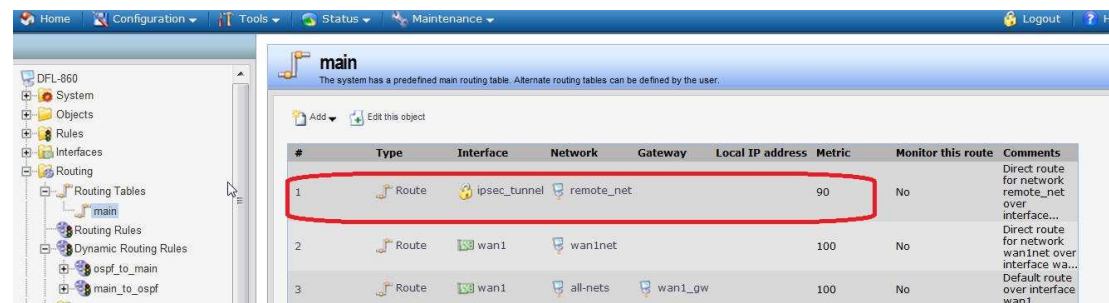 Home Configuration Tools Status Maintenance Logout
main
The system has a predefined main routing table. Alternate routing tables can be defined by the user.
DFL-860
System
Objects
Rules
Interfaces
Routing
Routing Tables
main
Routing Rules
Dynamic Routing Rules
ospf_to_main
main_to_ospf
Add Edit this object
# Type Interface Network Gateway Local IP address Metric Monitor this route Comments
1 Route ipsec_tunnel remote_net 90 No Direct route
for network
remote_net
over
interface...
2 Route wan1 wan1net 100 No Direct route
for network
wan1net over
interface wa...
3 Route wan1 all-nets wan1_gw 100 No Default route
over interface
wan1